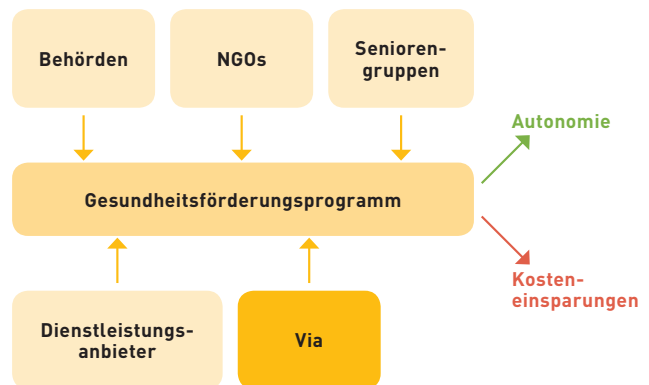 Behörden
NGOs
Senioren-
gruppen
Autonomie
Gesundheitsförderungsprogramm
Kosten-
einsparungen
Dienstleistungs-
anbieter
Via